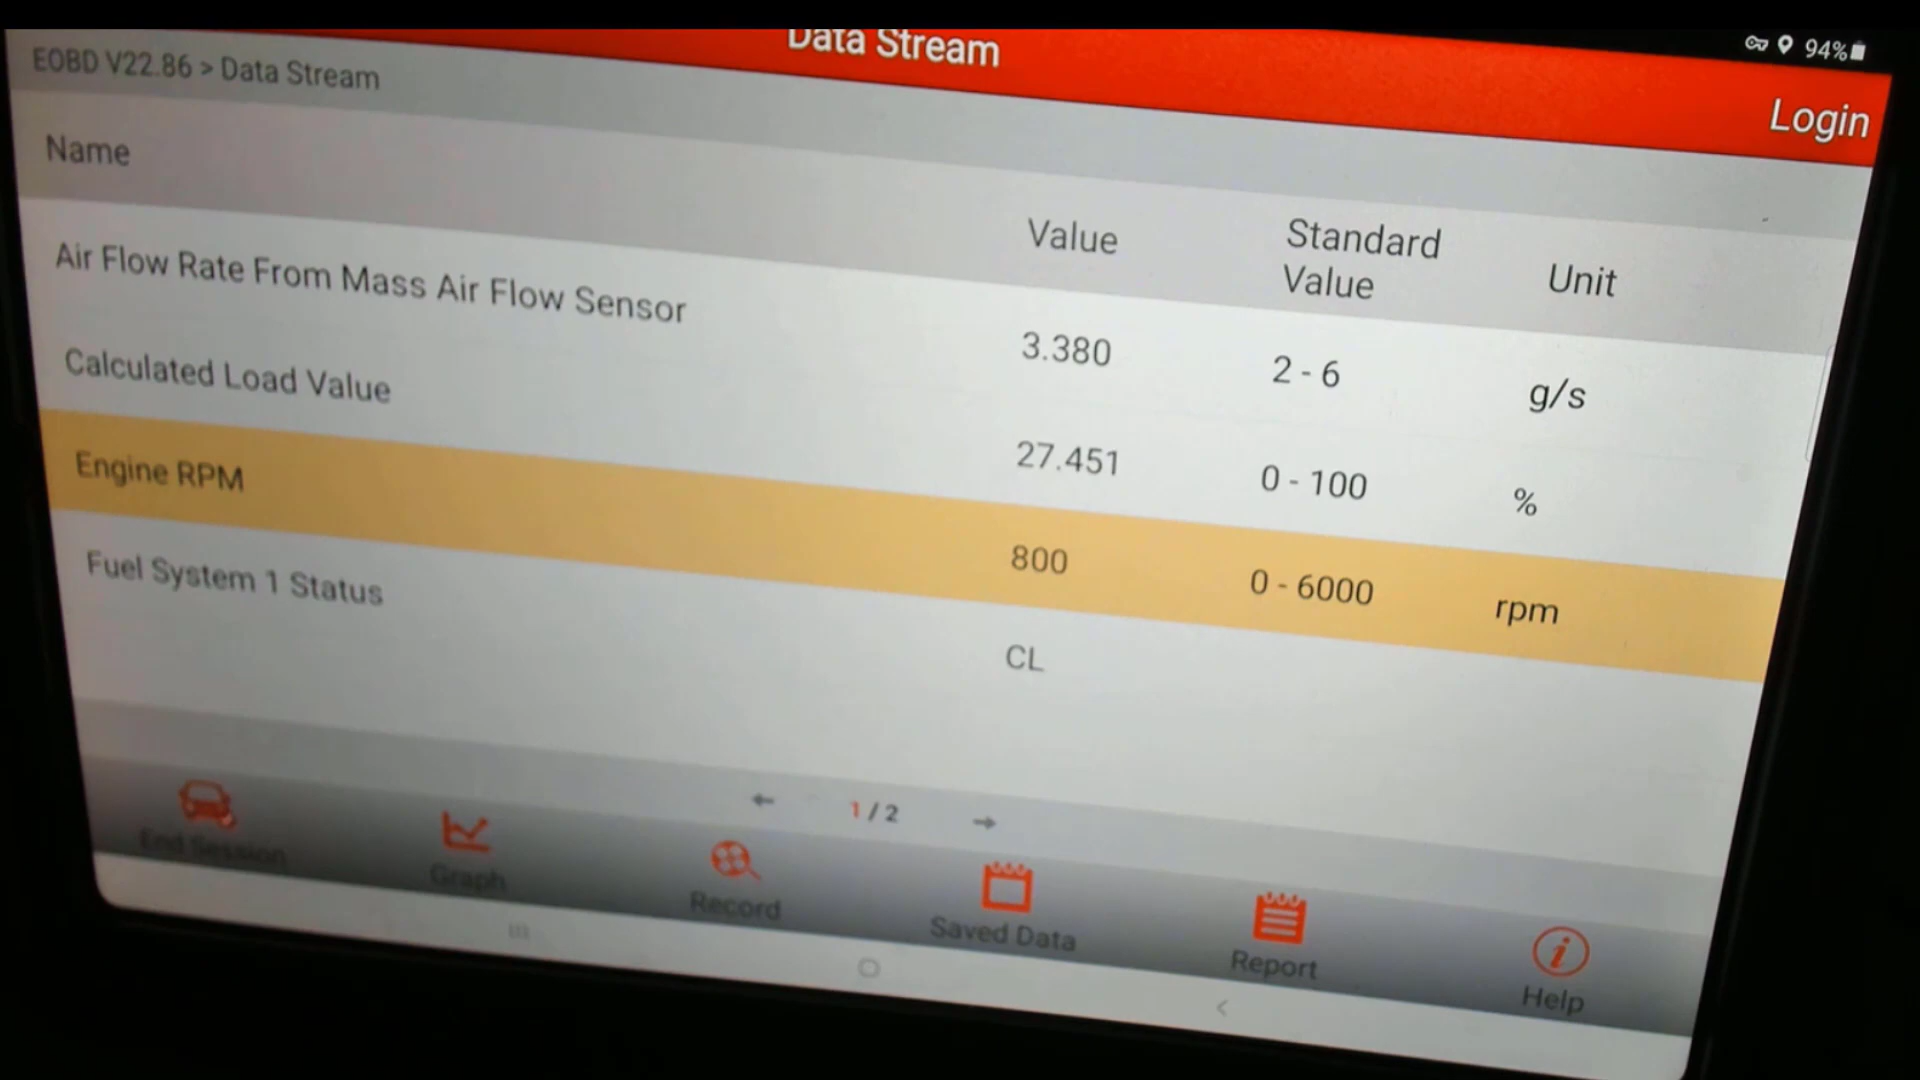 Data Stream
94%
EOBD V22.86 > Data Stream
Login
Name Value Standard Value Unit
Air Flow Rate From Mass Air Flow Sensor 3.380 2 - 6 g/s
Calculated Load Value 27.451 0 - 100 %
Engine RPM 800 0 - 6000 rpm
Fuel System 1 Status CL
1 / 2
End Session
Graph
Record
Saved Data
Report
Help